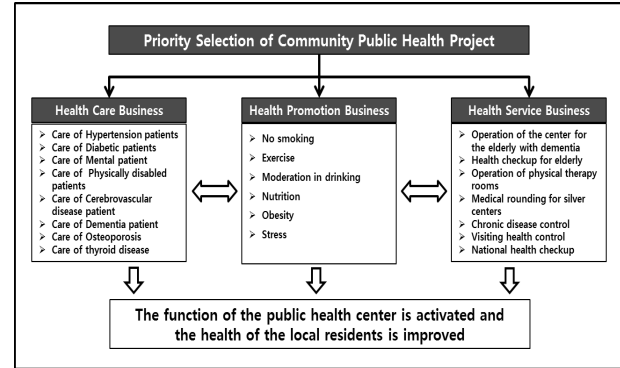 Priority Selection of Community Public Health Project
Health Care Business
➢ Care of Hypertension patients
➢ Care of Diabetic patients
➢ Care of Mental patient
➢ Care of Physically disabled
patients
➢ Care of Cerebrovascular
disease patient
➢ Care of Dementia patient
➢ Care of Osteoporosis
➢ Care of thyroid disease
Health Promotion Business
➢ No smoking
➢ Exercise
➢ Moderation in drinking
➢ Nutrition
➢ Obesity
➢ Stress
Health Service Business
➢ Operation of the center for
the elderly with dementia
➢ Health checkup for elderly
➢ Operation of physical therapy
rooms
➢ Medical rounding for silver
centers
➢ Chronic disease control
➢ Visiting health control
➢ National health checkup
The function of the public health center is activated and
the health of the local residents is improved